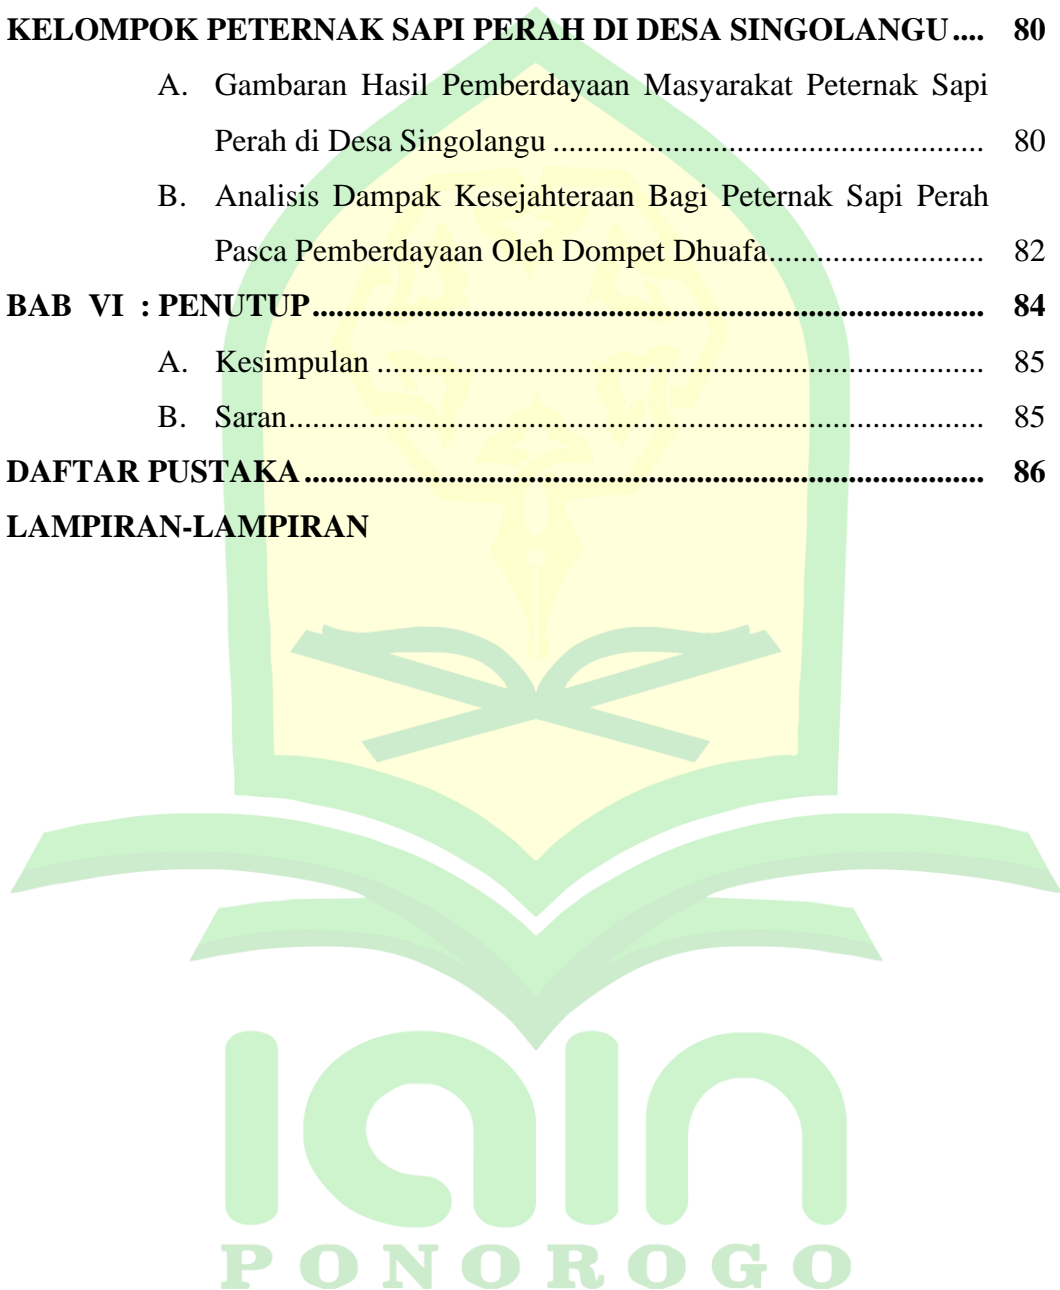 KELOMPOK PETERNAK SAPI PERAH DI DESA SINGOLANGU .... 80
A. Gambaran Hasil Pemberdayaan Masyarakat Peternak Sapi
Perah di Desa Singolangu ...................................................... 80
B. Analisis Dampak Kesejahteraan Bagi Peternak Sapi Perah
Pasca Pemberdayaan Oleh Dompet Dhuafa........................... 82
BAB VI : PENUTUP..................................................................................... 84
A. Kesimpulan ............................................................................ 85
B. Saran....................................................................................... 85
DAFTAR PUSTAKA ...................................................................................... 86
LAMPIRAN-LAMPIRAN
iain
PONOROGO